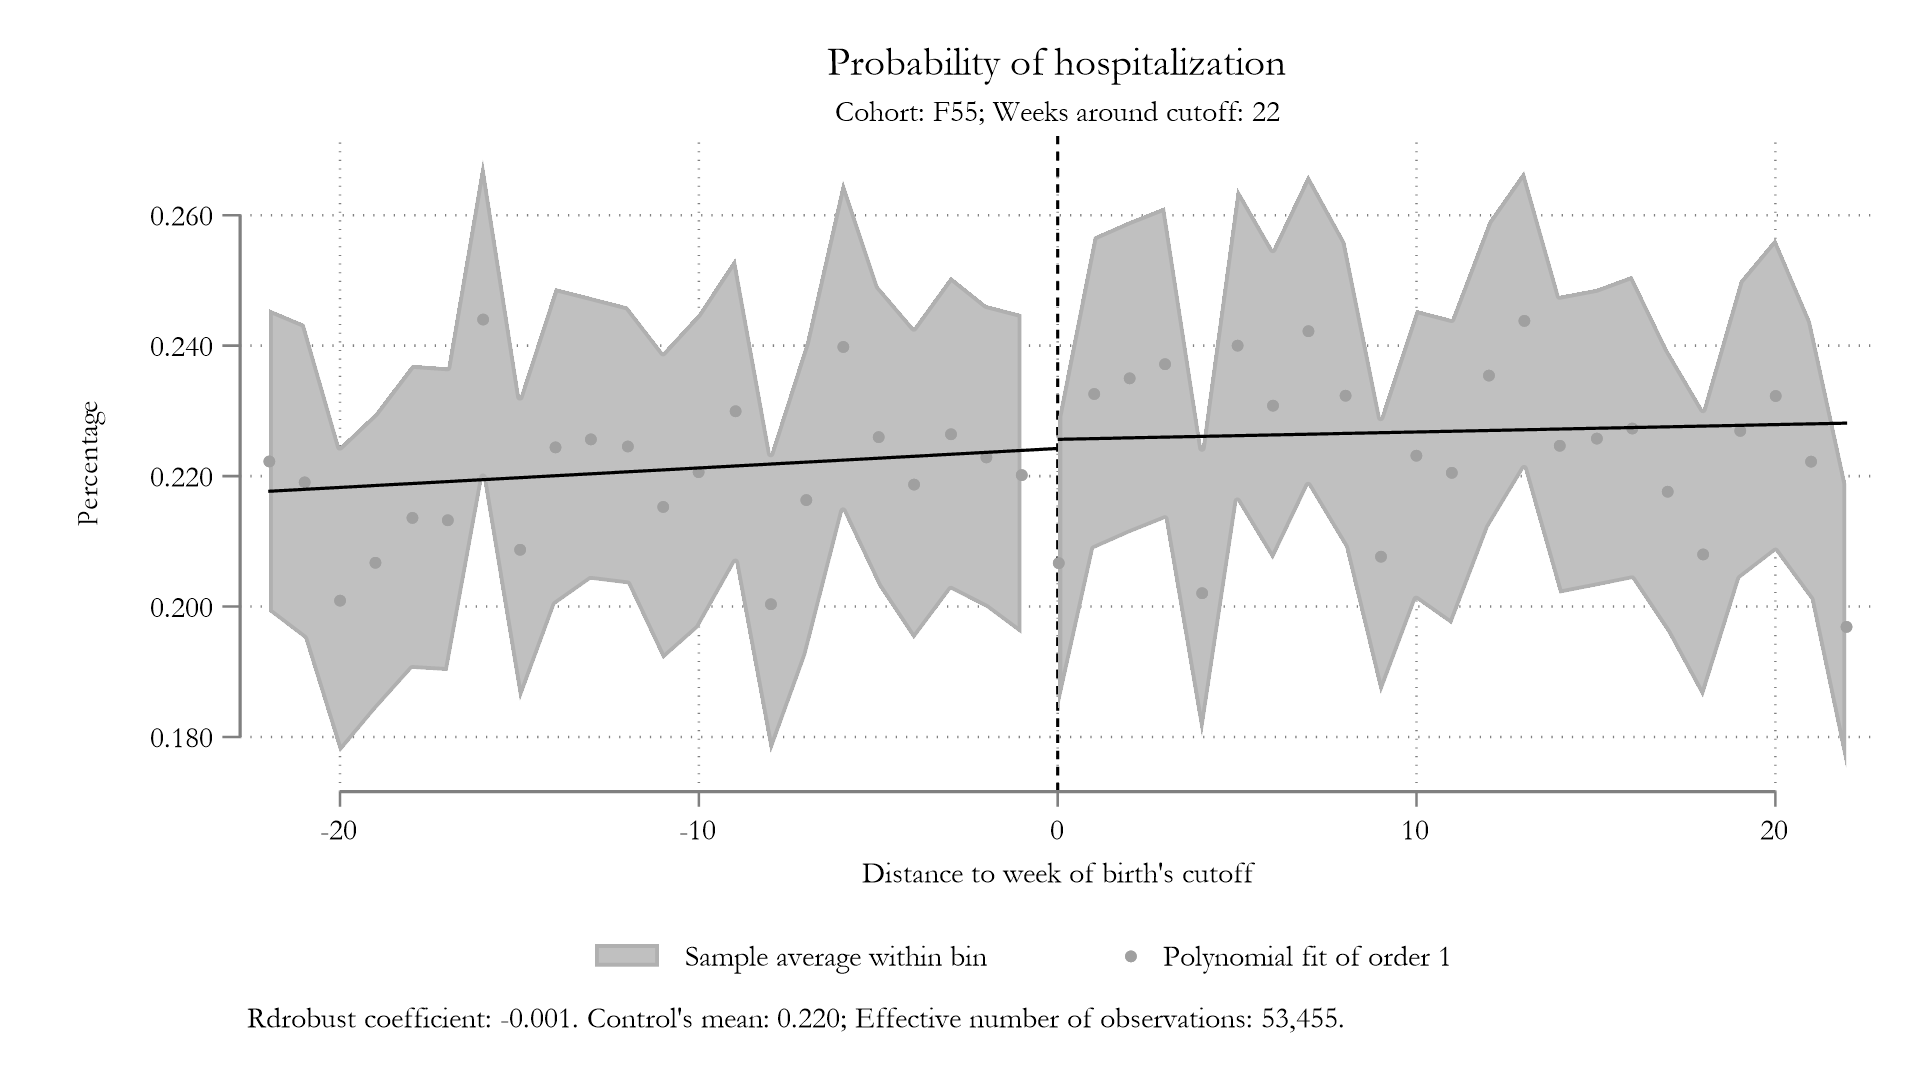 Probability of hospitalization
Cohort: F55; Weeks around cutoff: 22
0.260
0.240
0.220
0.200
0.180
Percentage
-20 -10 0 10 20
Distance to week of birth's cutoff
Sample average within bin Polynomial fit of order 1
Rdrobust coefficient: -0.001. Control's mean: 0.220; Effective number of observations: 53,455.